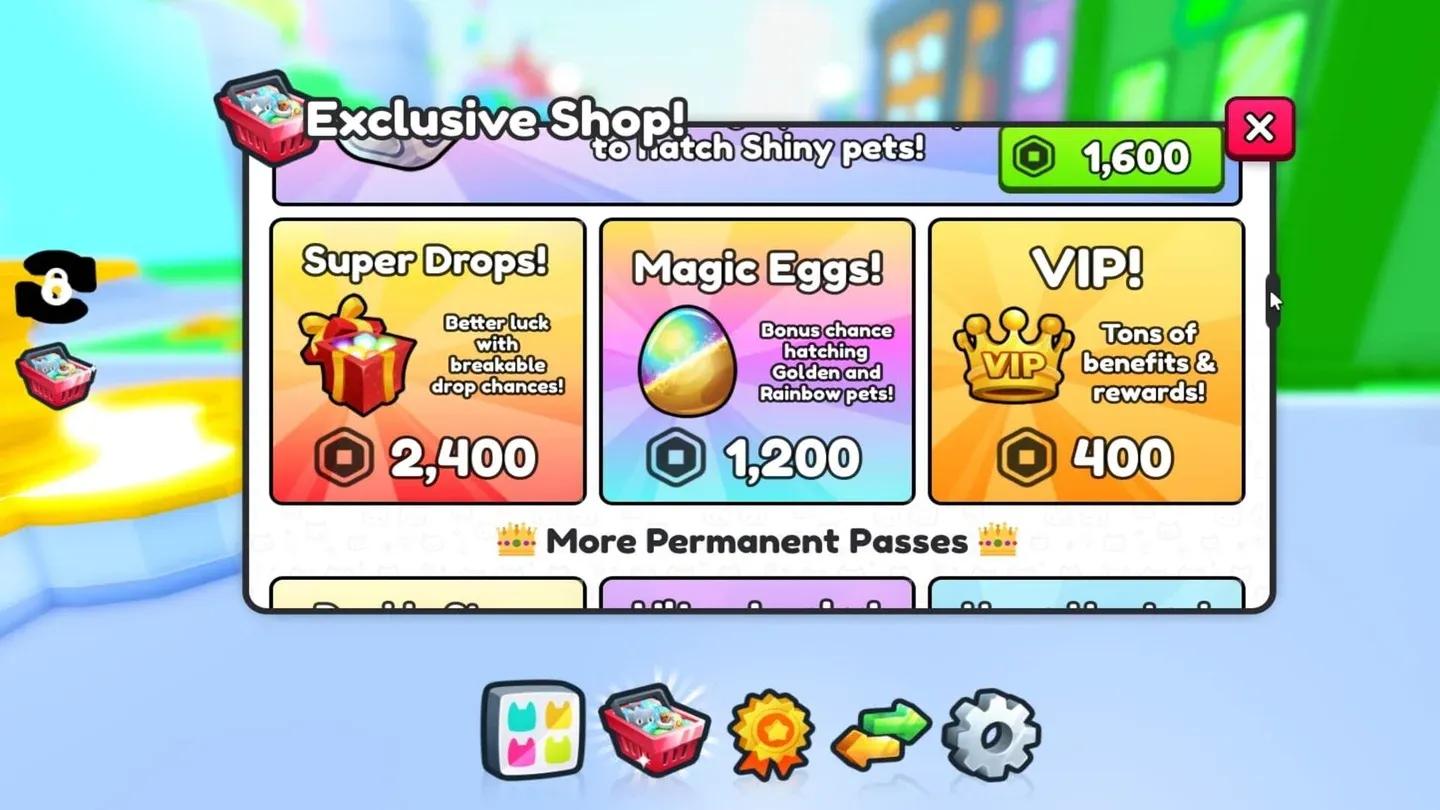 Exclusive Shop!
to hatch Shiny pets!
1,600
Super Drops!
Better luck
with
breakable
drop chances!
2,400
Magic Eggs!
Bonus chance
hatching
Golden and
Rainbow pets!
1,200
VIP!
VIP
Tons of
benefits &
rewards!
400
8
More Permanent Passes